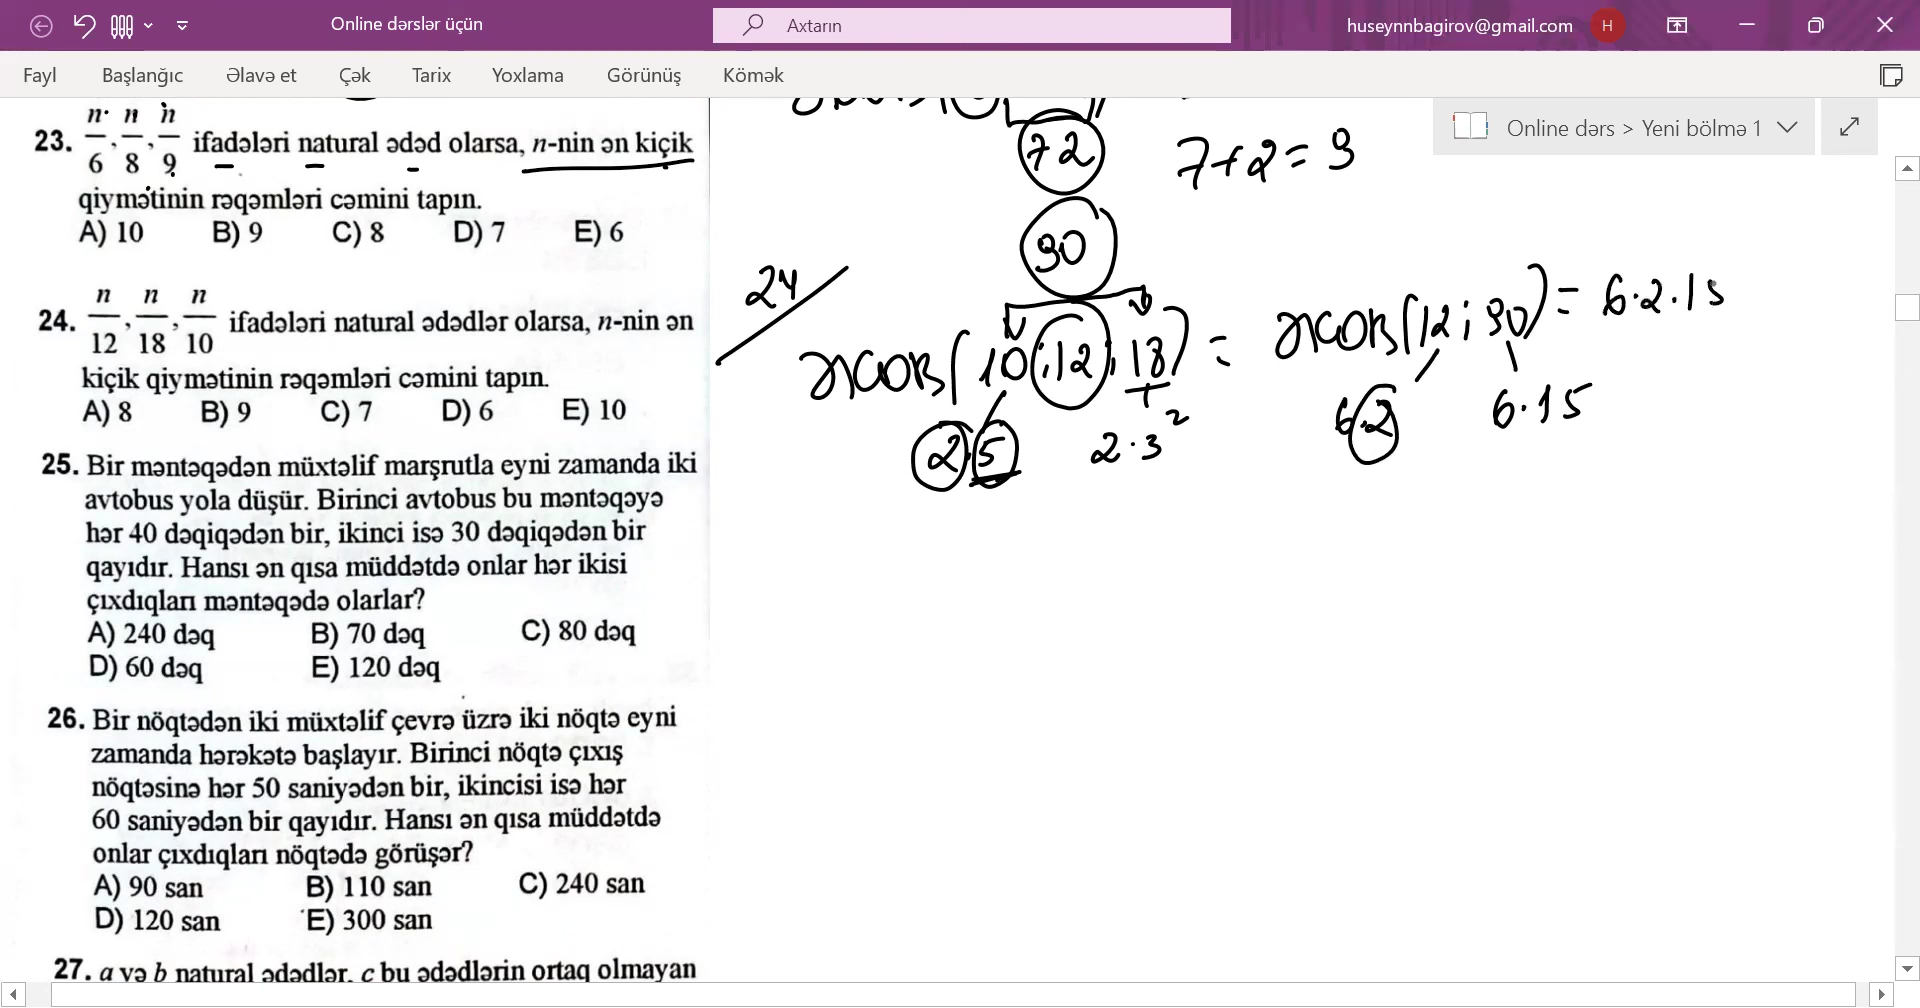 Online dərslər üçün
Axtarın
huseynnbagirov@gmail.com
H
Fayl Başlanğıc Əlavə et Çək Tarix Yoxlama Görünüş Kömək
Online dərs > Yeni bölmə 1
23. n/6, n/8, n/9 ifadələri natural ədəd olarsa, n-nin ən kiçik
qiymətinin rəqəmləri cəmini tapın.
A) 10 B) 9 C) 8 D) 7 E) 6
24. n/12, n/18, n/10 ifadələri natural ədədlər olarsa, n-nin ən
kiçik qiymətinin rəqəmləri cəmini tapın.
A) 8 B) 9 C) 7 D) 6 E) 10
25. Bir məntəqədən müxtəlif marşrutla eyni zamanda iki
avtobus yola düşür. Birinci avtobus bu məntəqəyə
hər 40 dəqiqədən bir, ikinci isə 30 dəqiqədən bir
qayıdır. Hansı ən qısa müddətdə onlar hər ikisi
çıxdıqları məntəqədə olarlar?
A) 240 dəq B) 70 dəq C) 80 dəq
D) 60 dəq E) 120 dəq
26. Bir nöqtədən iki müxtəlif çevrə üzrə iki nöqtə eyni
zamanda hərəkətə başlayır. Birinci nöqtə çıxış
nöqtəsinə hər 50 saniyədən bir, ikincisi isə hər
60 saniyədən bir qayıdır. Hansı ən qısa müddətdə
onlar çıxdıqları nöqtədə görüşər?
A) 90 san B) 110 san C) 240 san
D) 120 san E) 300 san
27. a və b natural ədədlər, c bu ədədlərin ortaq olmayan
72 7+2=9
90
24
(10;12;18) = (12;90) = 6·2·15
2·5 2·3² 6·2 6·15